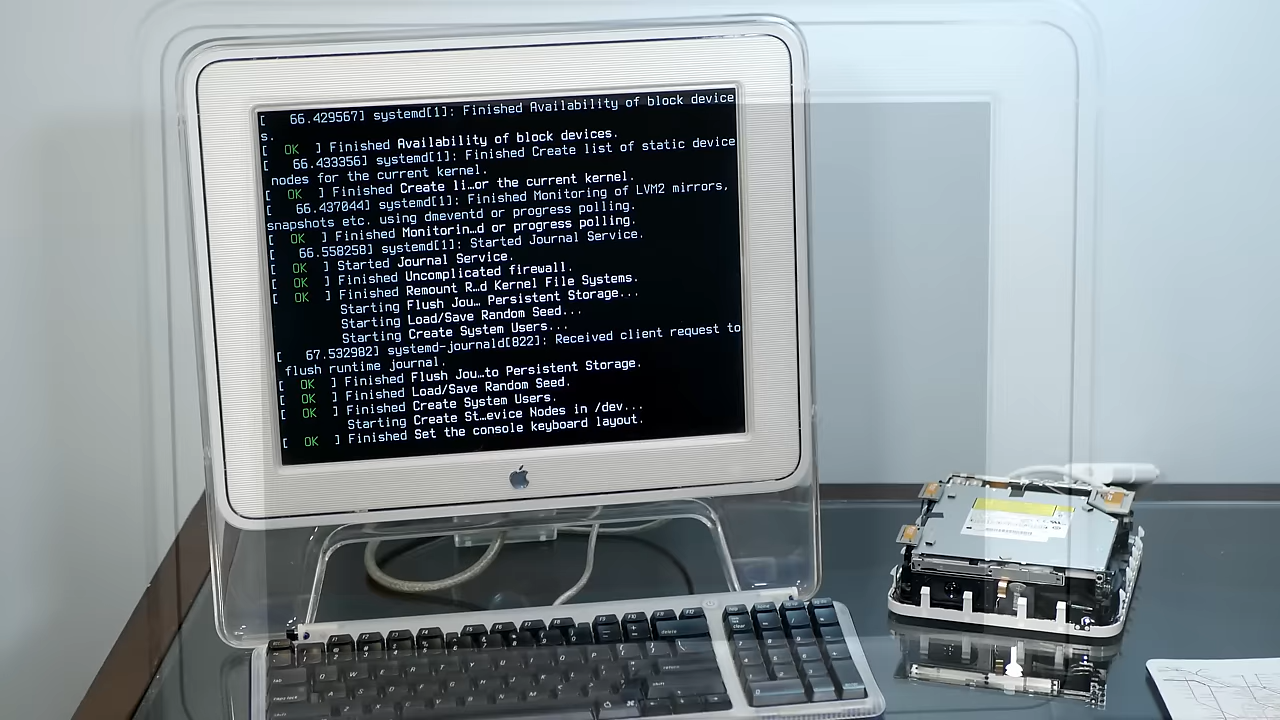 [   66.429567] systemd[1]: Finished Availability of block device
s.
[  OK  ] Finished Availability of block devices.
[   66.433356] systemd[1]: Finished Create list of static device
nodes for the current kernel.
[  OK  ] Finished Create li…or the current kernel.
[   66.437044] systemd[1]: Finished Monitoring of LVM2 mirrors,
snapshots etc. using dmeventd or progress polling.
[  OK  ] Finished Monitorin…d or progress polling.
[   66.558258] systemd[1]: Started Journal Service.
[  OK  ] Started Journal Service.
[  OK  ] Finished Uncomplicated firewall.
[  OK  ] Finished Remount R…d Kernel File Systems.
Starting Flush Jou… Persistent Storage...
Starting Load/Save Random Seed...
Starting Create System Users...
[   67.532982] systemd-journald[822]: Received client request to
flush runtime journal.
[  OK  ] Finished Flush Jou…to Persistent Storage.
[  OK  ] Finished Load/Save Random Seed.
[  OK  ] Finished Create System Users.
Starting Create St…evice Nodes in /dev...
[  OK  ] Finished Set the console keyboard layout.